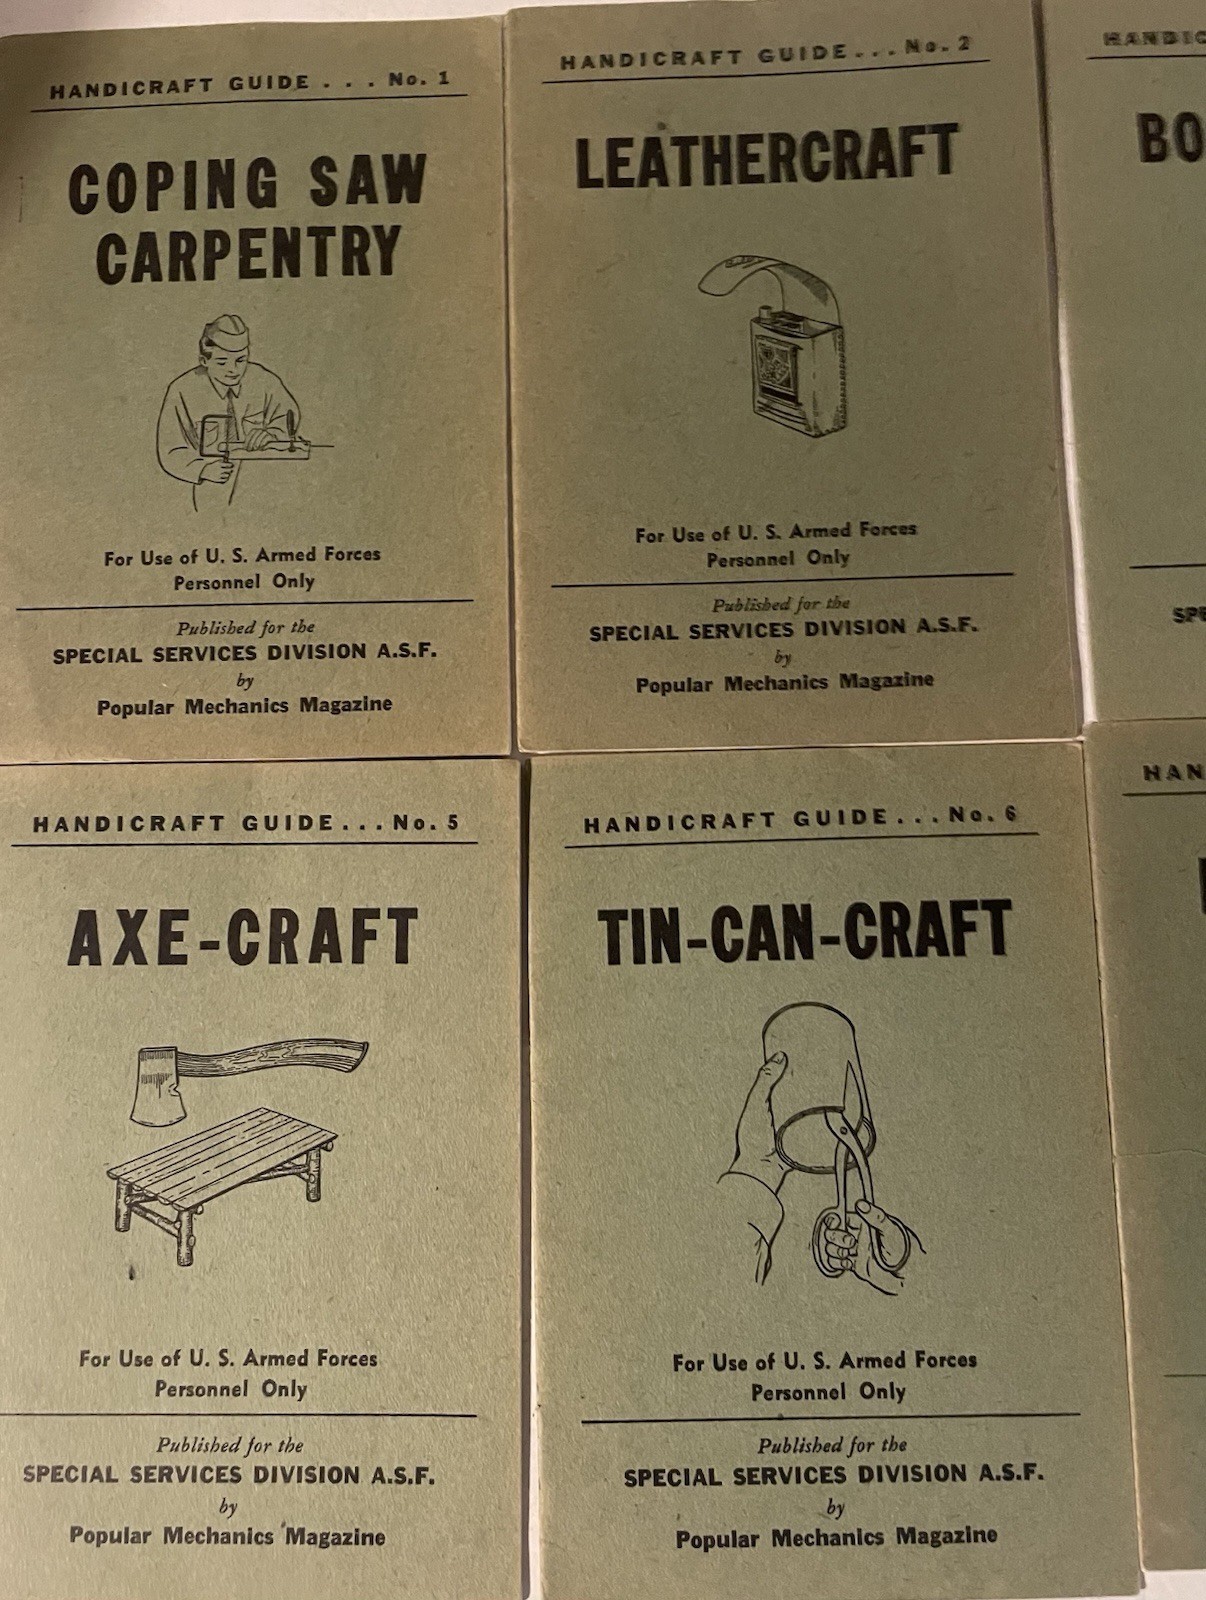 HANDICRAFT GUIDE . . . No. 1
COPING SAW
CARPENTRY
For Use of U. S. Armed Forces
Personnel Only
Published for the
SPECIAL SERVICES DIVISION A.S.F.
by
Popular Mechanics Magazine
HANDICRAFT GUIDE . . . No. 2
LEATHERCRAFT
For Use of U. S. Armed Forces
Personnel Only
Published for the
SPECIAL SERVICES DIVISION A.S.F.
by
Popular Mechanics Magazine
HANDIC
BO
SPE
HANDICRAFT GUIDE . . . No. 5
AXE-CRAFT
For Use of U. S. Armed Forces
Personnel Only
Published for the
SPECIAL SERVICES DIVISION A.S.F.
by
Popular Mechanics Magazine
HANDICRAFT GUIDE . . . No. 6
TIN-CAN-CRAFT
For Use of U. S. Armed Forces
Personnel Only
Published for the
SPECIAL SERVICES DIVISION A.S.F.
by
Popular Mechanics Magazine
HAN